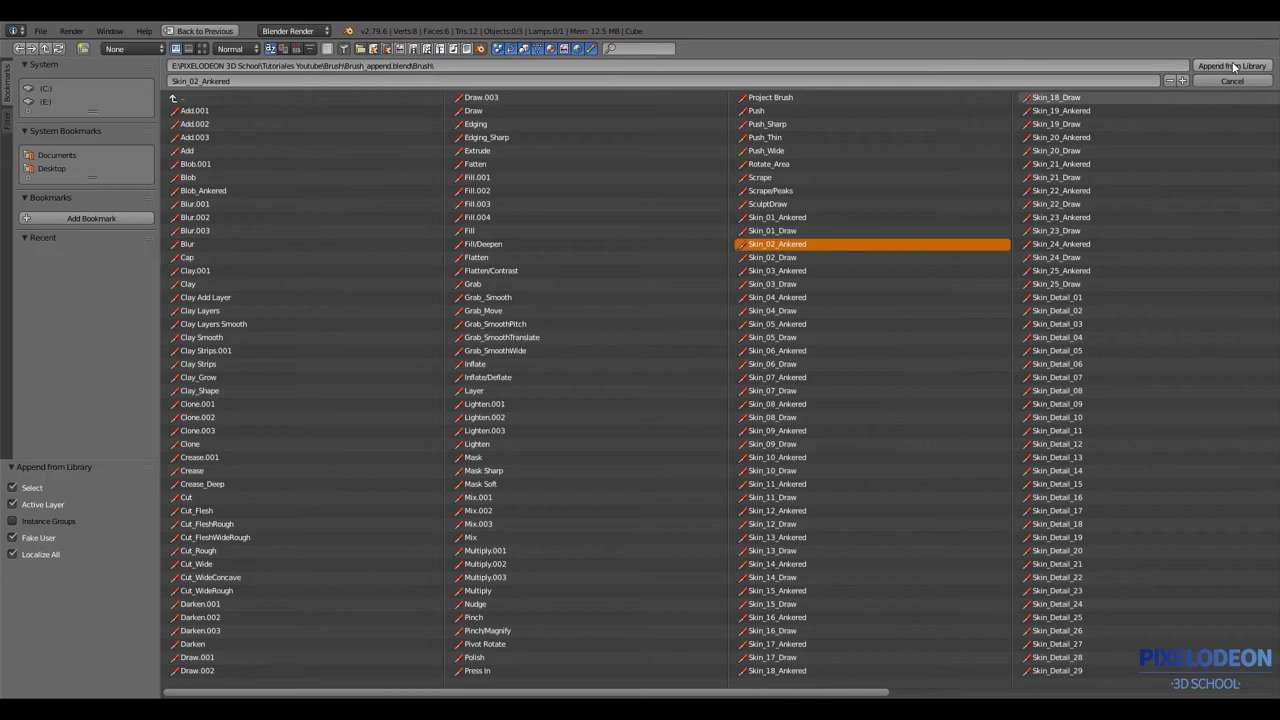 File Render Window Help Back to Previous Blender Render v2.79.6 | Verts:8 | Faces:6 | Tris:12 | Objects:0/3 | Lamps:0/1 | Mem: 12.5 MB | Cube
None Normal
System
(C:)
(E:)
System Bookmarks
Documents
Desktop
Bookmarks
Add Bookmark
Recent
Bookmarks
Filter
Append from Library
Select
Active Layer
Instance Groups
Fake User
Localize All
E:\PIXELODEON 3D School\Tutoriales Youtube\Brush\Brush_append.blend\Brush\
Append from Library
Skin_02_Ankered
Cancel
..
Add.001
Add.002
Add.003
Add
Blob.001
Blob
Blob_Ankered
Blur.001
Blur.002
Blur.003
Blur
Cap
Clay.001
Clay
Clay Add Layer
Clay Layers
Clay Layers Smooth
Clay Smooth
Clay Strips.001
Clay Strips
Clay_Grow
Clay_Shape
Clone.001
Clone.002
Clone.003
Clone
Crease.001
Crease
Crease_Deep
Cut
Cut_Flesh
Cut_FleshRough
Cut_FleshWideRough
Cut_Rough
Cut_Wide
Cut_WideConcave
Cut_WideRough
Darken.001
Darken.002
Darken.003
Darken
Draw.001
Draw.002
Draw.003
Draw
Edging
Edging_Sharp
Extrude
Fatten
Fill.001
Fill.002
Fill.003
Fill.004
Fill
Fill/Deepen
Flatten
Flatten/Contrast
Grab
Grab_.Smooth
Grab_Move
Grab_SmoothPitch
Grab_SmoothTranslate
Grab_SmoothWide
Inflate
Inflate/Deflate
Layer
Lighten.001
Lighten.002
Lighten.003
Lighten
Mask
Mask Sharp
Mask Soft
Mix.001
Mix.002
Mix.003
Mix
Multiply.001
Multiply.002
Multiply.003
Multiply
Nudge
Pinch
Pinch/Magnify
Pivot Rotate
Polish
Press In
Project Brush
Push
Push_Sharp
Push_Thin
Push_Wide
Rotate_Area
Scrape
Scrape/Peaks
SculptDraw
Skin_01_Ankered
Skin_01_Draw
Skin_02_Ankered
Skin_02_Draw
Skin_03_Ankered
Skin_03_Draw
Skin_04_Ankered
Skin_04_Draw
Skin_05_Ankered
Skin_05_Draw
Skin_06_Ankered
Skin_06_Draw
Skin_07_Ankered
Skin_07_Draw
Skin_08_Ankered
Skin_08_Draw
Skin_09_Ankered
Skin_09_Draw
Skin_10_Ankered
Skin_10_Draw
Skin_11_Ankered
Skin_11_Draw
Skin_12_Ankered
Skin_12_Draw
Skin_13_Ankered
Skin_13_Draw
Skin_14_Ankered
Skin_14_Draw
Skin_15_Ankered
Skin_15_Draw
Skin_16_Ankered
Skin_16_Draw
Skin_17_Ankered
Skin_17_Draw
Skin_18_Ankered
Skin_18_Draw
Skin_19_Ankered
Skin_19_Draw
Skin_20_Ankered
Skin_20_Draw
Skin_21_Ankered
Skin_21_Draw
Skin_22_Ankered
Skin_22_Draw
Skin_23_Ankered
Skin_23_Draw
Skin_24_Ankered
Skin_24_Draw
Skin_25_Ankered
Skin_25_Draw
Skin_Detail_01
Skin_Detail_02
Skin_Detail_03
Skin_Detail_04
Skin_Detail_05
Skin_Detail_06
Skin_Detail_07
Skin_Detail_08
Skin_Detail_09
Skin_Detail_10
Skin_Detail_11
Skin_Detail_12
Skin_Detail_13
Skin_Detail_14
Skin_Detail_15
Skin_Detail_16
Skin_Detail_17
Skin_Detail_18
Skin_Detail_19
Skin_Detail_20
Skin_Detail_21
Skin_Detail_22
Skin_Detail_23
Skin_Detail_24
Skin_Detail_25
Skin_Detail_26
Skin_Detail_27
Skin_Detail_28
Skin_Detail_29
PIXELODEON
·3D SCHOOL·